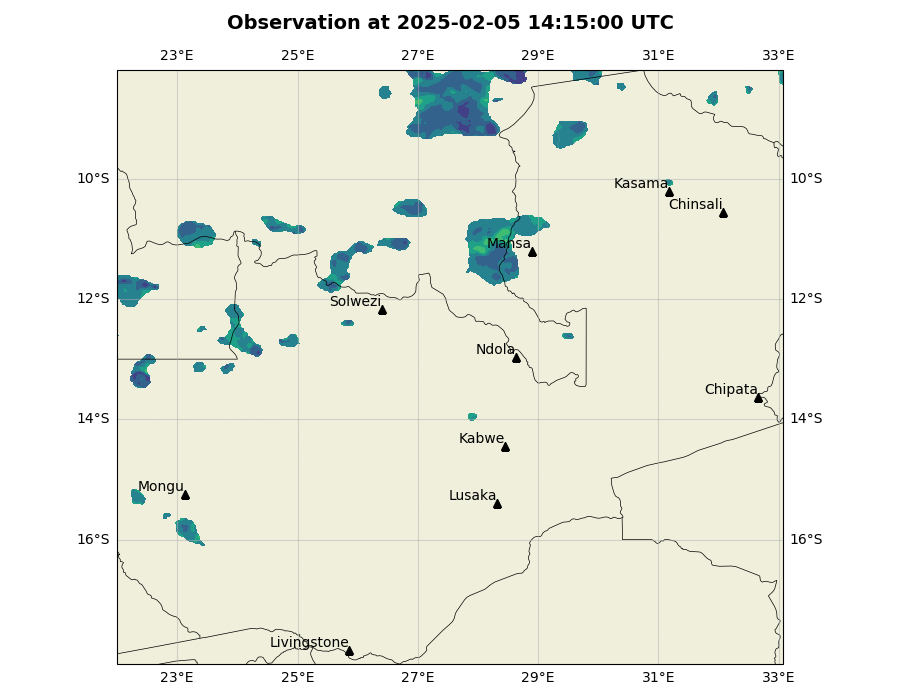 Observation at 2025-02-05 14:15:00 UTC
23°E 25°E 27°E 29°E 31°E 33°E
10°S 10°S
Kasama
Chinsali
Mansa
12°S 12°S
Solwezi
Ndola
Chipata
14°S 14°S
Kabwe
Mongu
Lusaka
16°S 16°S
Livingstone
23°E 25°E 27°E 29°E 31°E 33°E